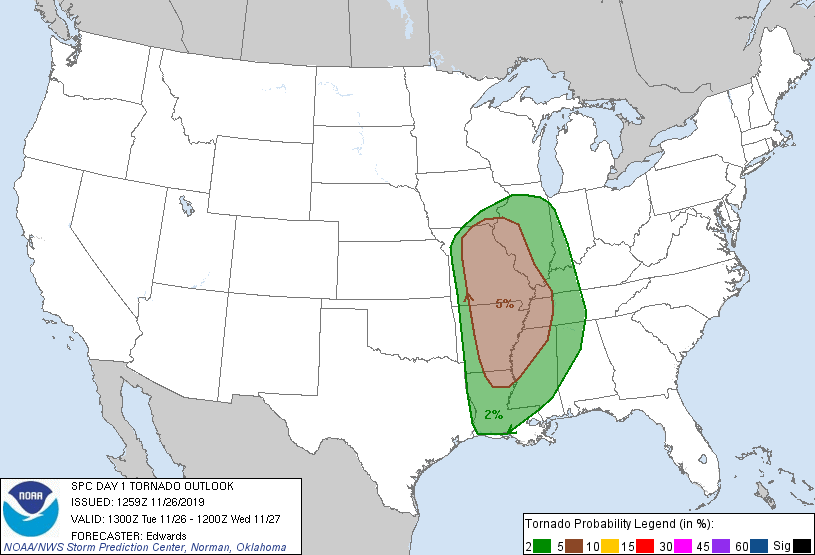 5%
2%
NOAA
SPC DAY 1 TORNADO OUTLOOK
ISSUED: 1259Z 11/26/2019
VALID: 1300Z Tue 11/26 - 1200Z Wed 11/27
FORECASTER: Edwards
NOAA/NWS Storm Prediction Center, Norman, Oklahoma
Tornado Probability Legend (in %):
2 5 10 15 30 45 60 Sig